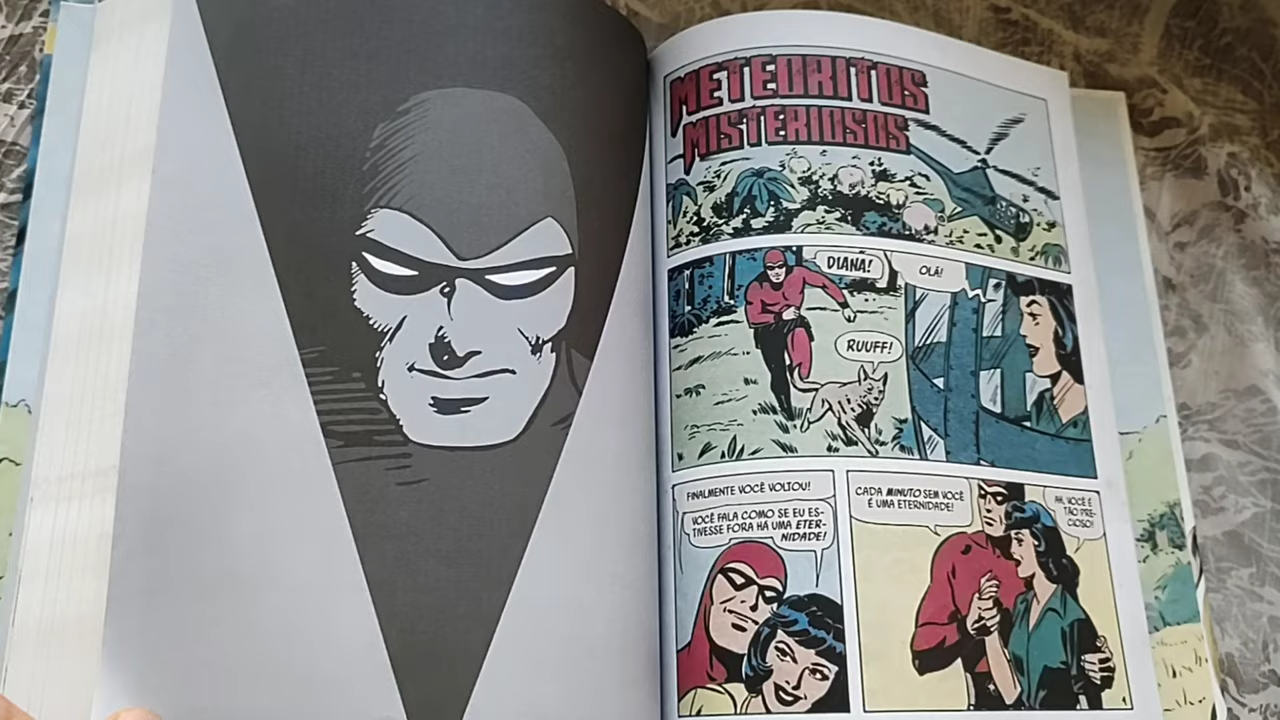 METEORITOS
MISTERIOSOS
DIANA!
OLÁ!
RUUFF!
FINALMENTE VOCÊ VOLTOU!
VOCÊ FALA COMO SE EU ES-
TIVESSE FORA HÁ UMA ETER-
NIDADE!
CADA MINUTO SEM VOCÊ
É UMA ETERNIDADE!
AH, VOCÊ É
TÃO PRE-
CIOSO!
1